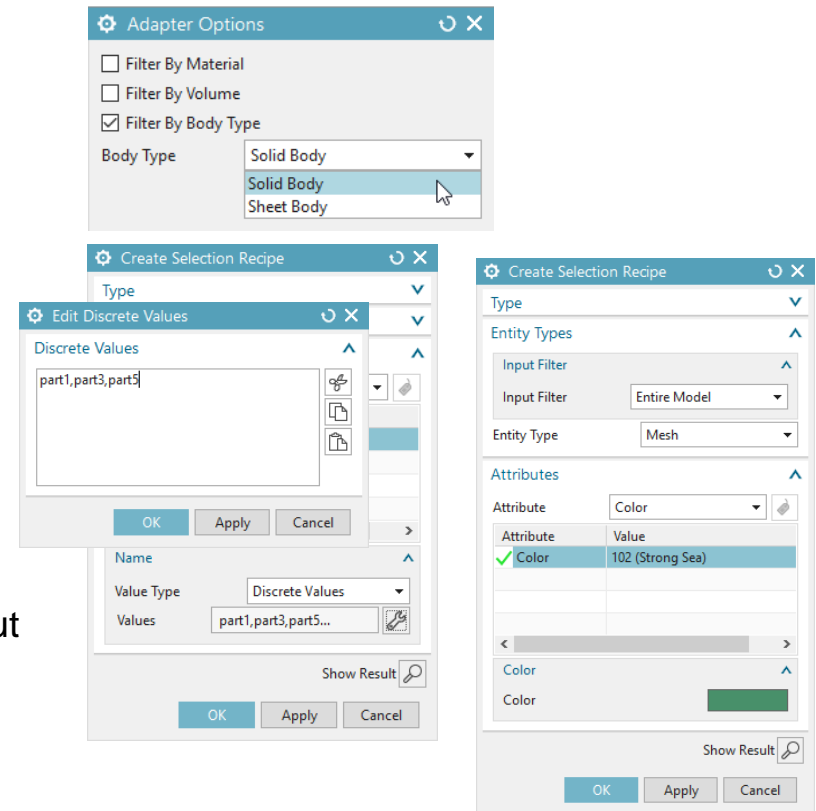 Adapter Options
Filter By Material
Filter By Volume
Filter By Body Type
Body Type Solid Body
Solid Body
Sheet Body
Create Selection Recipe
Type
Edit Discrete Values
Discrete Values
part1,part3,part5
OK Apply Cancel
Name
Value Type Discrete Values
Values part1,part3,part5...
Show Result
OK Apply Cancel
ut
Create Selection Recipe
Type
Entity Types
Input Filter
Input Filter Entire Model
Entity Type Mesh
Attributes
Attribute Color
Attribute Value
Color 102 (Strong Sea)
Color
Color
Show Result
OK Apply Cancel